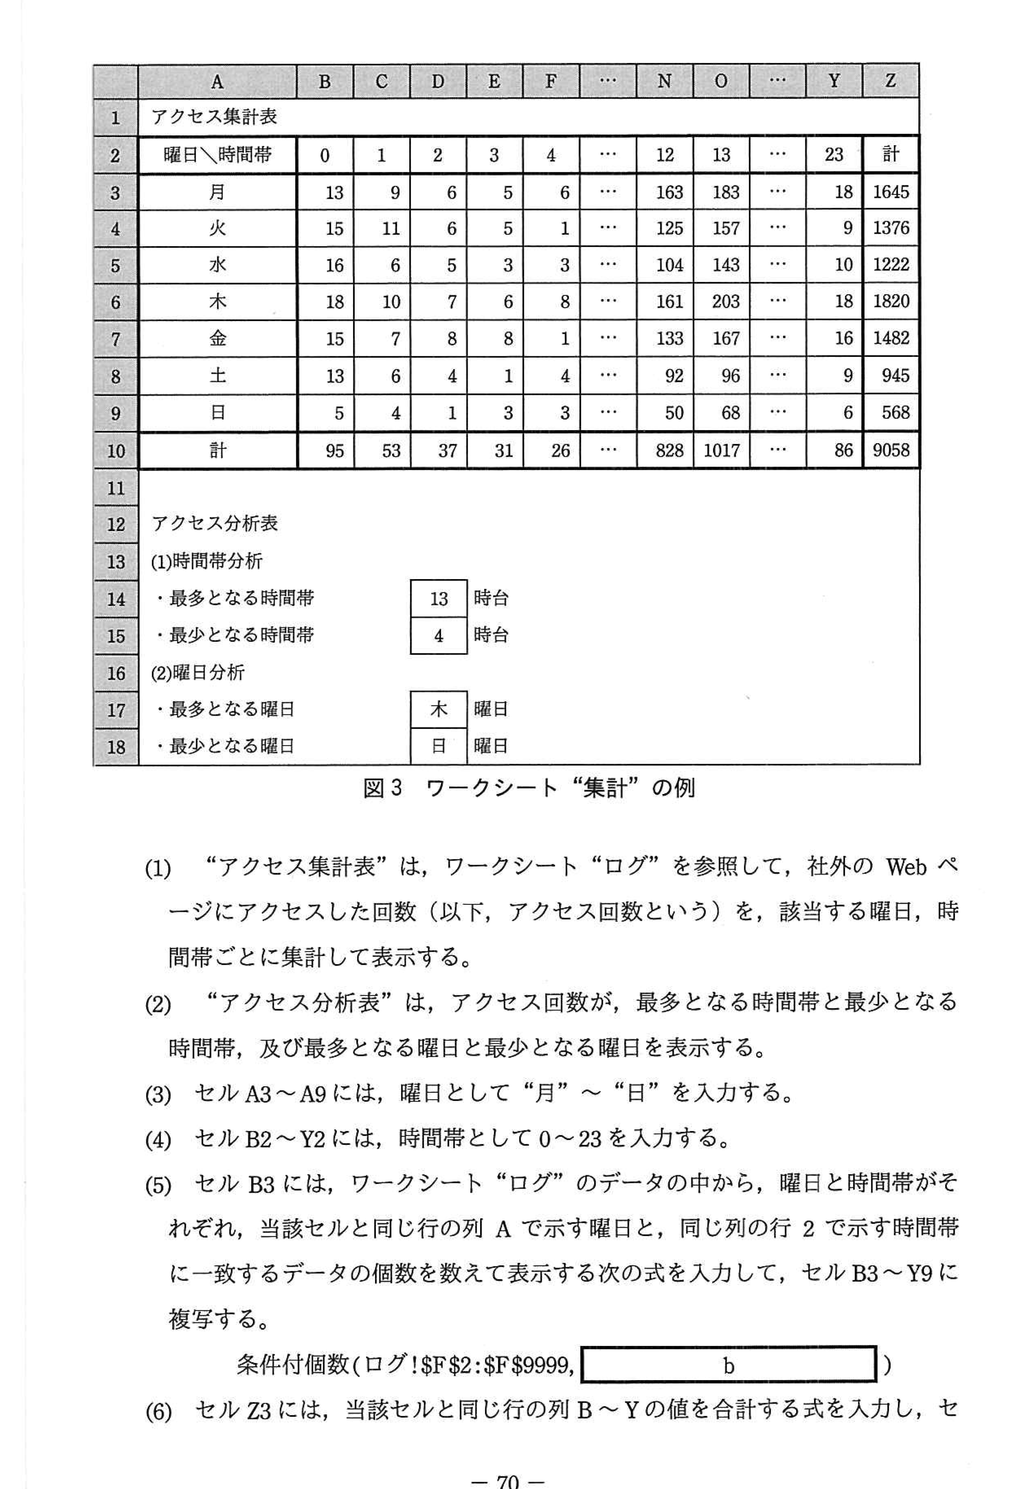 A B C D E F … N O … Y Z
1 アクセス集計表
2 曜日＼時間帯 0 1 2 3 4 … 12 13 … 23 計
3 月 13 9 6 5 6 … 163 183 … 18 1645
4 火 15 11 6 5 1 … 125 157 … 9 1376
5 水 16 6 5 3 3 … 104 143 … 10 1222
6 木 18 10 7 6 8 … 161 203 … 18 1820
7 金 15 7 8 8 1 … 133 167 … 16 1482
8 土 13 6 4 1 4 … 92 96 … 9 945
9 日 5 4 1 3 3 … 50 68 … 6 568
10 計 95 53 37 31 26 … 828 1017 … 86 9058
11
12 アクセス分析表
13 (1)時間帯分析
14 ・最多となる時間帯 13 時台
15 ・最少となる時間帯 4 時台
16 (2)曜日分析
17 ・最多となる曜日 木 曜日
18 ・最少となる曜日 日 曜日
図3 ワークシート“集計”の例
(1) “アクセス集計表”は，ワークシート“ログ”を参照して，社外の Web ペ
ージにアクセスした回数（以下，アクセス回数という）を，該当する曜日，時
間帯ごとに集計して表示する。
(2) “アクセス分析表”は，アクセス回数が，最多となる時間帯と最少となる
時間帯，及び最多となる曜日と最少となる曜日を表示する。
(3) セル A3～A9 には，曜日として“月”～“日”を入力する。
(4) セル B2～Y2 には，時間帯として 0～23 を入力する。
(5) セル B3 には，ワークシート“ログ”のデータの中から，曜日と時間帯がそ
れぞれ，当該セルと同じ行の列 A で示す曜日と，同じ列の行 2 で示す時間帯
に一致するデータの個数を数えて表示する次の式を入力して，セル B3～Y9 に
複写する。
条件付個数(ログ!$F$2:$F$9999, b )
(6) セル Z3 には，当該セルと同じ行の列 B～Y の値を合計する式を入力し，セ
― 70 ―